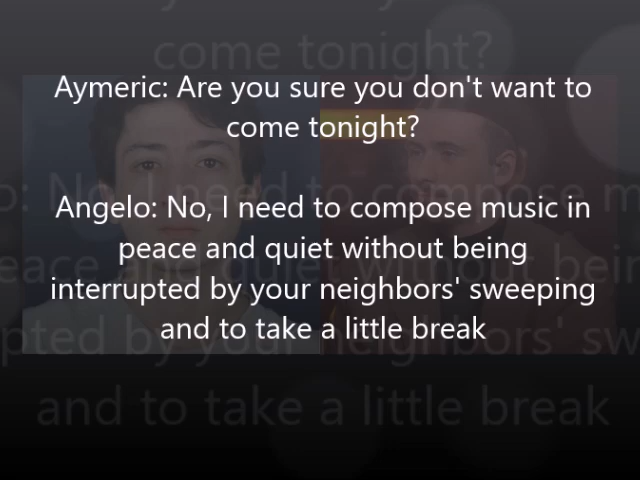 Aymeric: Are you sure you don't want to
come tonight?
Angelo: No, I need to compose music in
peace and quiet without being
interrupted by your neighbors' sweeping
and to take a little break